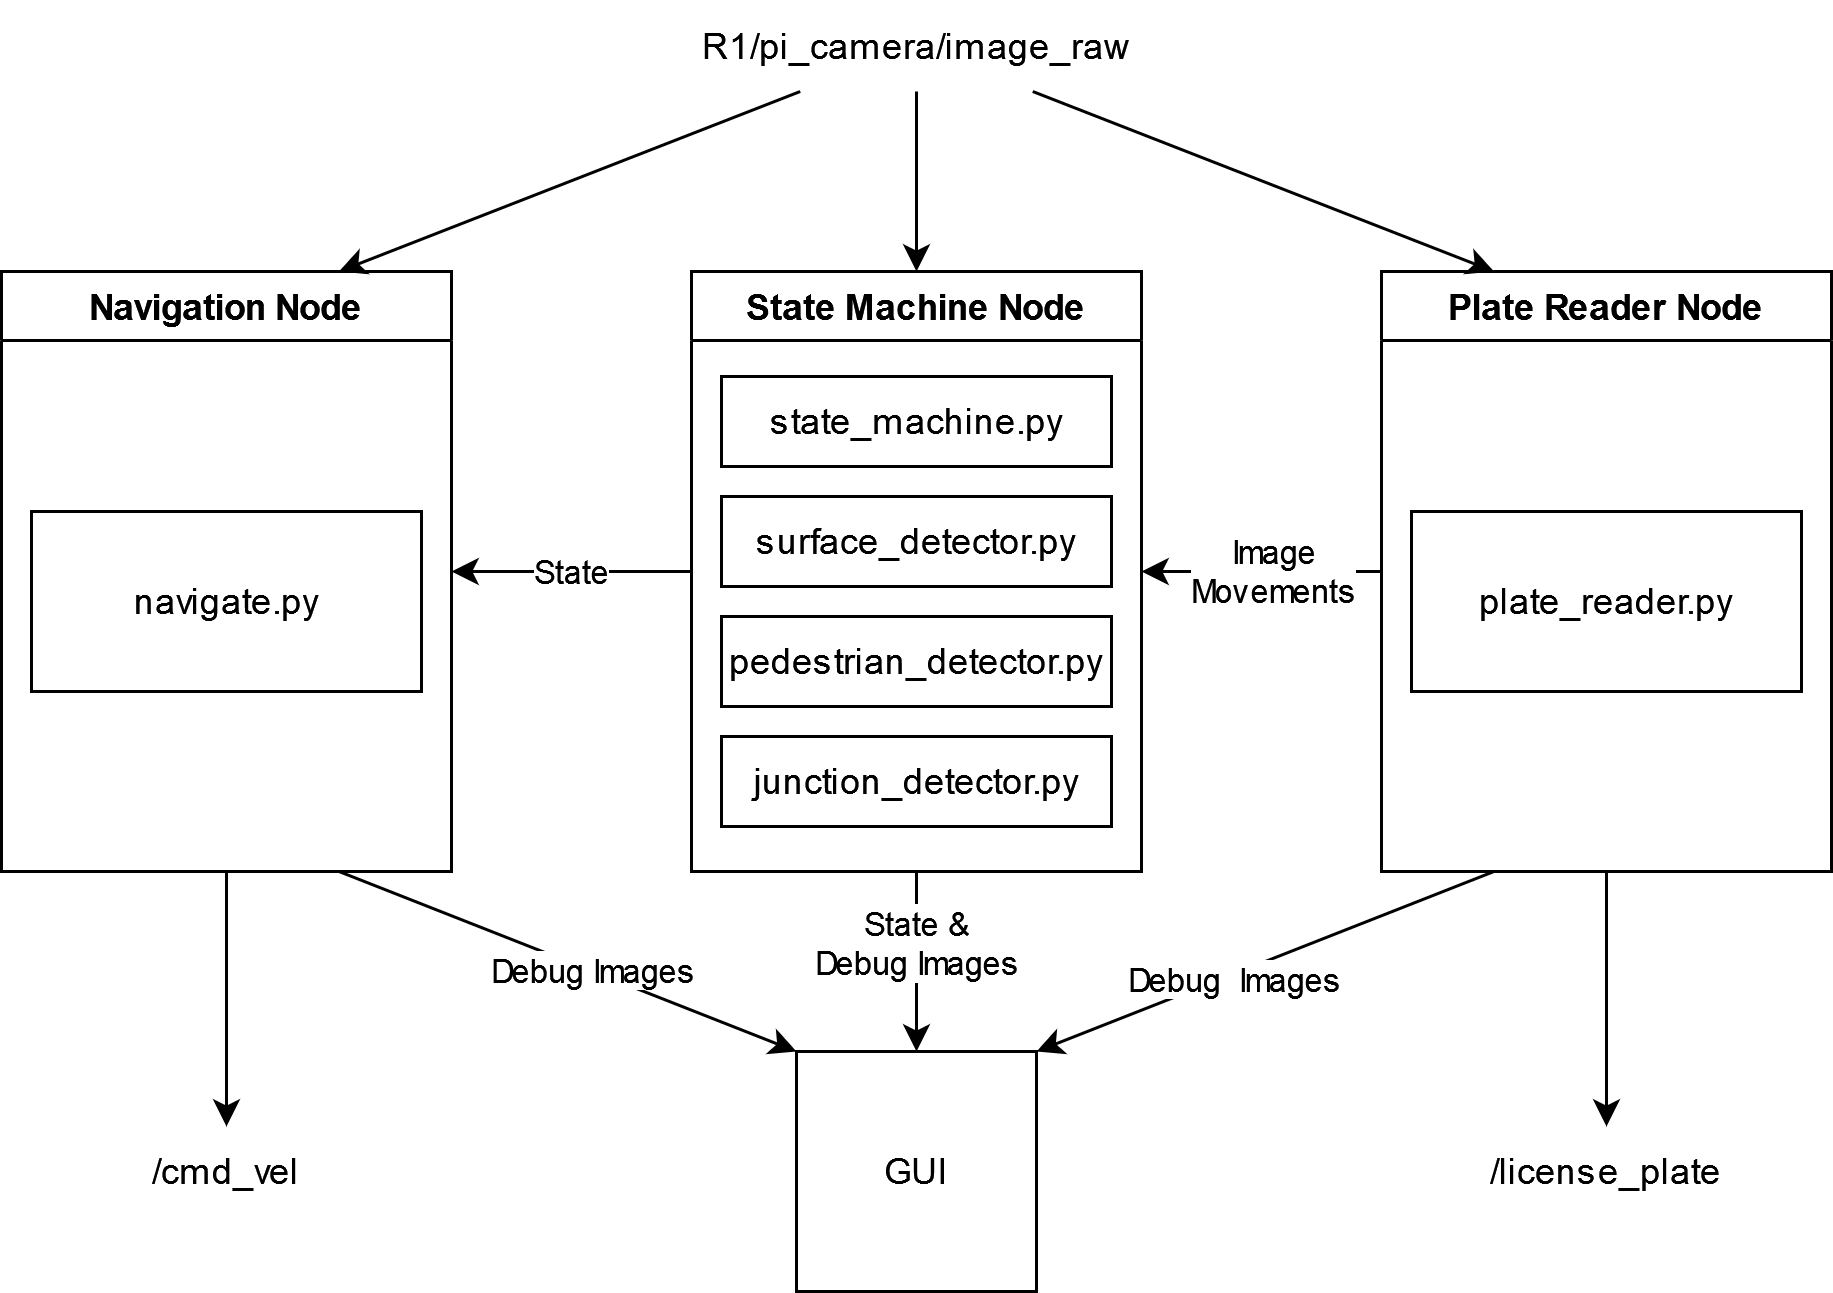 R1/pi_camera/image_raw
Navigation Node
State Machine Node
Plate Reader Node
state_machine.py
surface_detector.py
pedestrian_detector.py
junction_detector.py
navigate.py
plate_reader.py
State
Image
Movements
Debug Images
State &
Debug Images
Debug Images
/cmd_vel
GUI
/license_plate